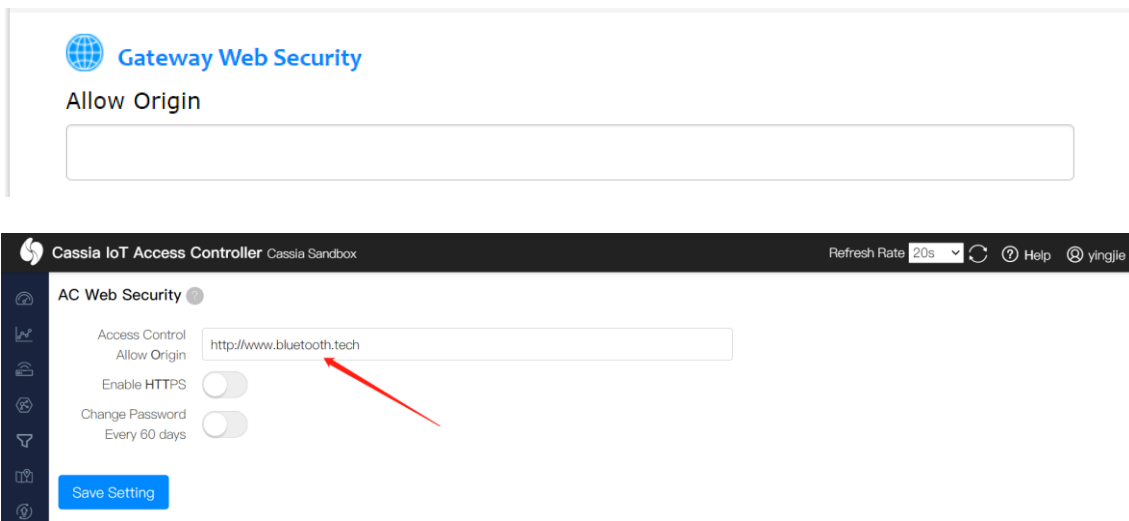 Gateway Web Security
Allow Origin
Cassia IoT Access Controller Cassia Sandbox Refresh Rate 20s Help yingjie
AC Web Security ?
Access Control
Allow Origin
http://www.bluetooth.tech
Enable HTTPS
Change Password
Every 60 days
Save Setting